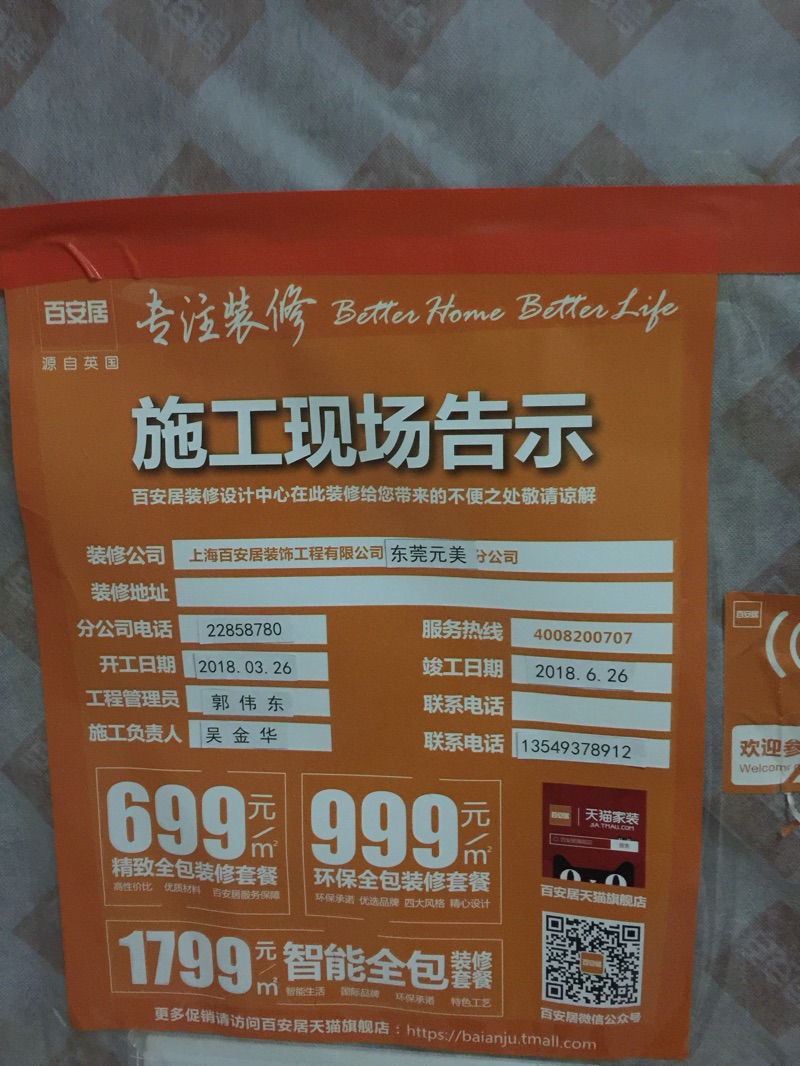 百安居 专注装修 Better Home Better Life
源自英国
施工现场告示
百安居装修设计中心在此装修给您带来的不便之处敬请谅解
装修公司 上海百安居装饰工程有限公司 东莞元美 分公司
装修地址
分公司电话 22858780 服务热线 4008200707
开工日期 2018.03.26 竣工日期 2018.6.26
工程管理员 郭伟东 联系电话
施工负责人 吴金华 联系电话 13549378912
699元/㎡
精致全包装修套餐
高性价比 优质材料 百安居服务保障
999元/㎡
环保全包装修套餐
环保承诺 优选品牌 四大风格 精心设计
1799元/㎡ 智能全包装修套餐
智能生活 国际品牌 环保承诺 特色工艺
百安居 天猫家装
JIA.TMALL.COM
百安居天猫旗舰店
百安居
百安居微信公众号
更多促销请访问百安居天猫旗舰店：https://baianju.tmall.com
百安居
欢迎参
Welcome